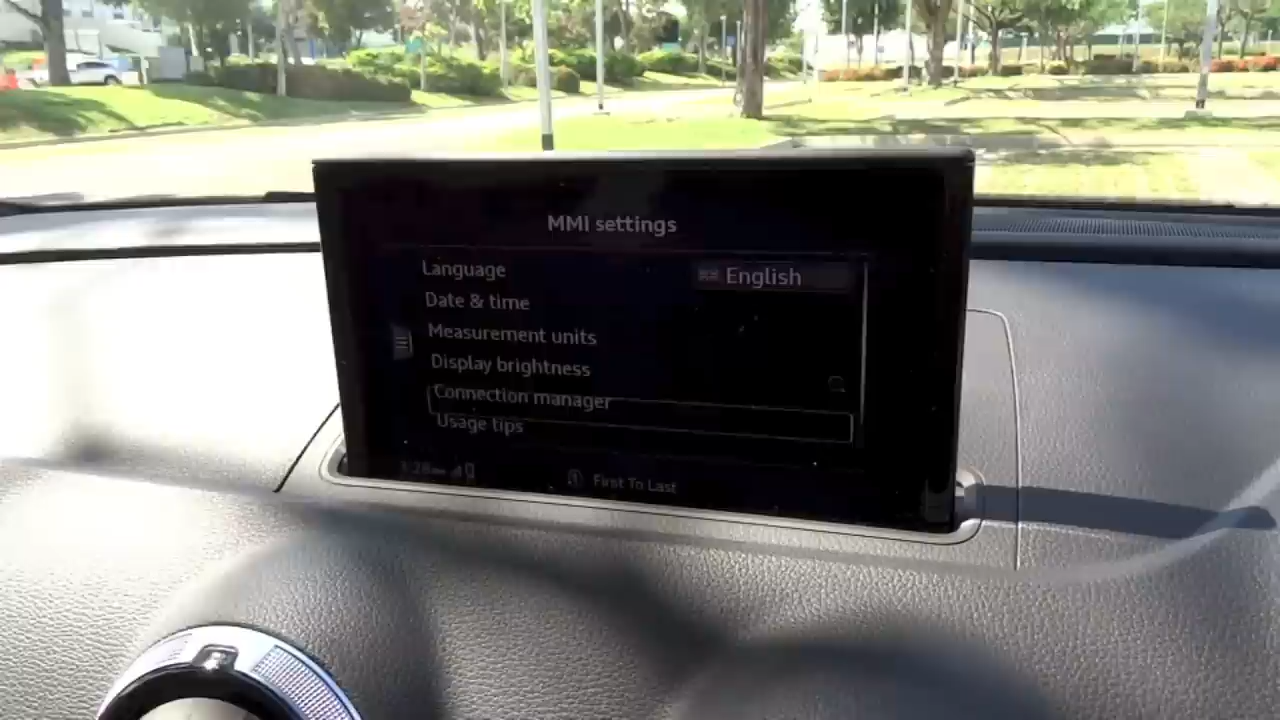 MMI settings
Language English
Date & time
Measurement units
Display brightness
Connection manager
Usage tips
First To Last